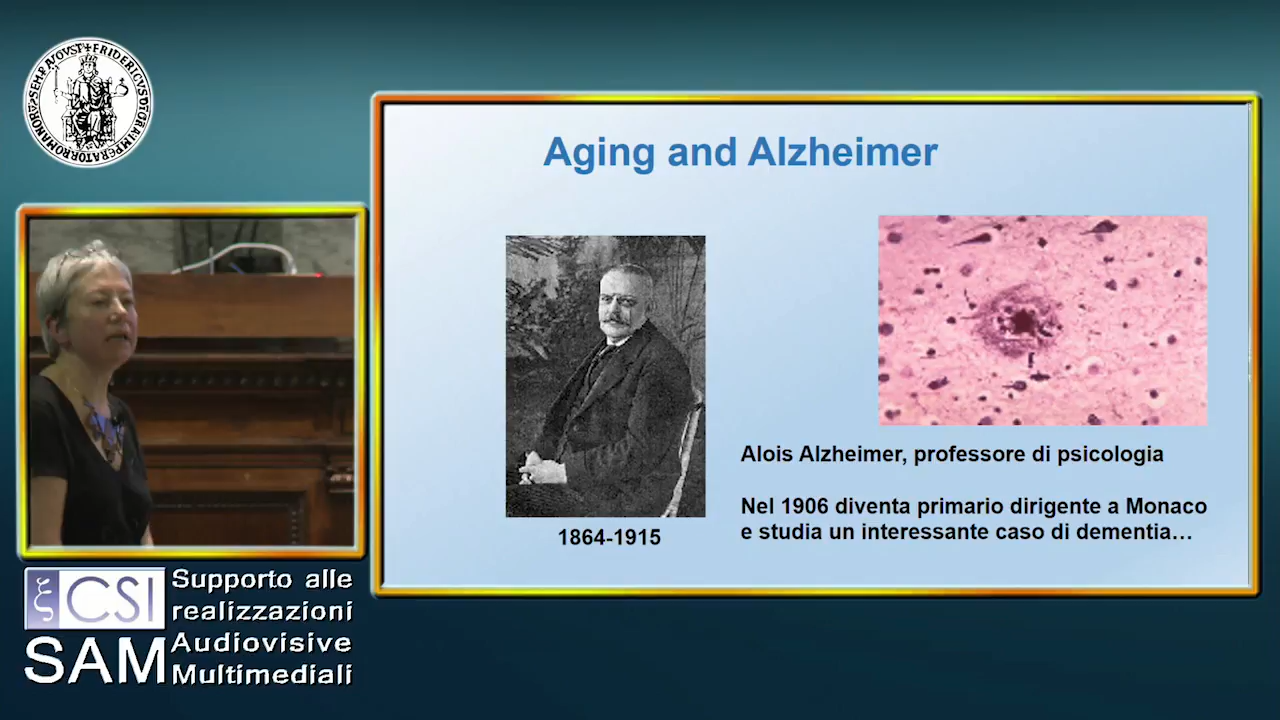 Aging and Alzheimer
1864-1915
Alois Alzheimer, professore di psicologia
Nel 1906 diventa primario dirigente a Monaco
e studia un interessante caso di dementia…
ξ CSI
SAM
Supporto alle
realizzazioni
Audiovisive
Multimediali